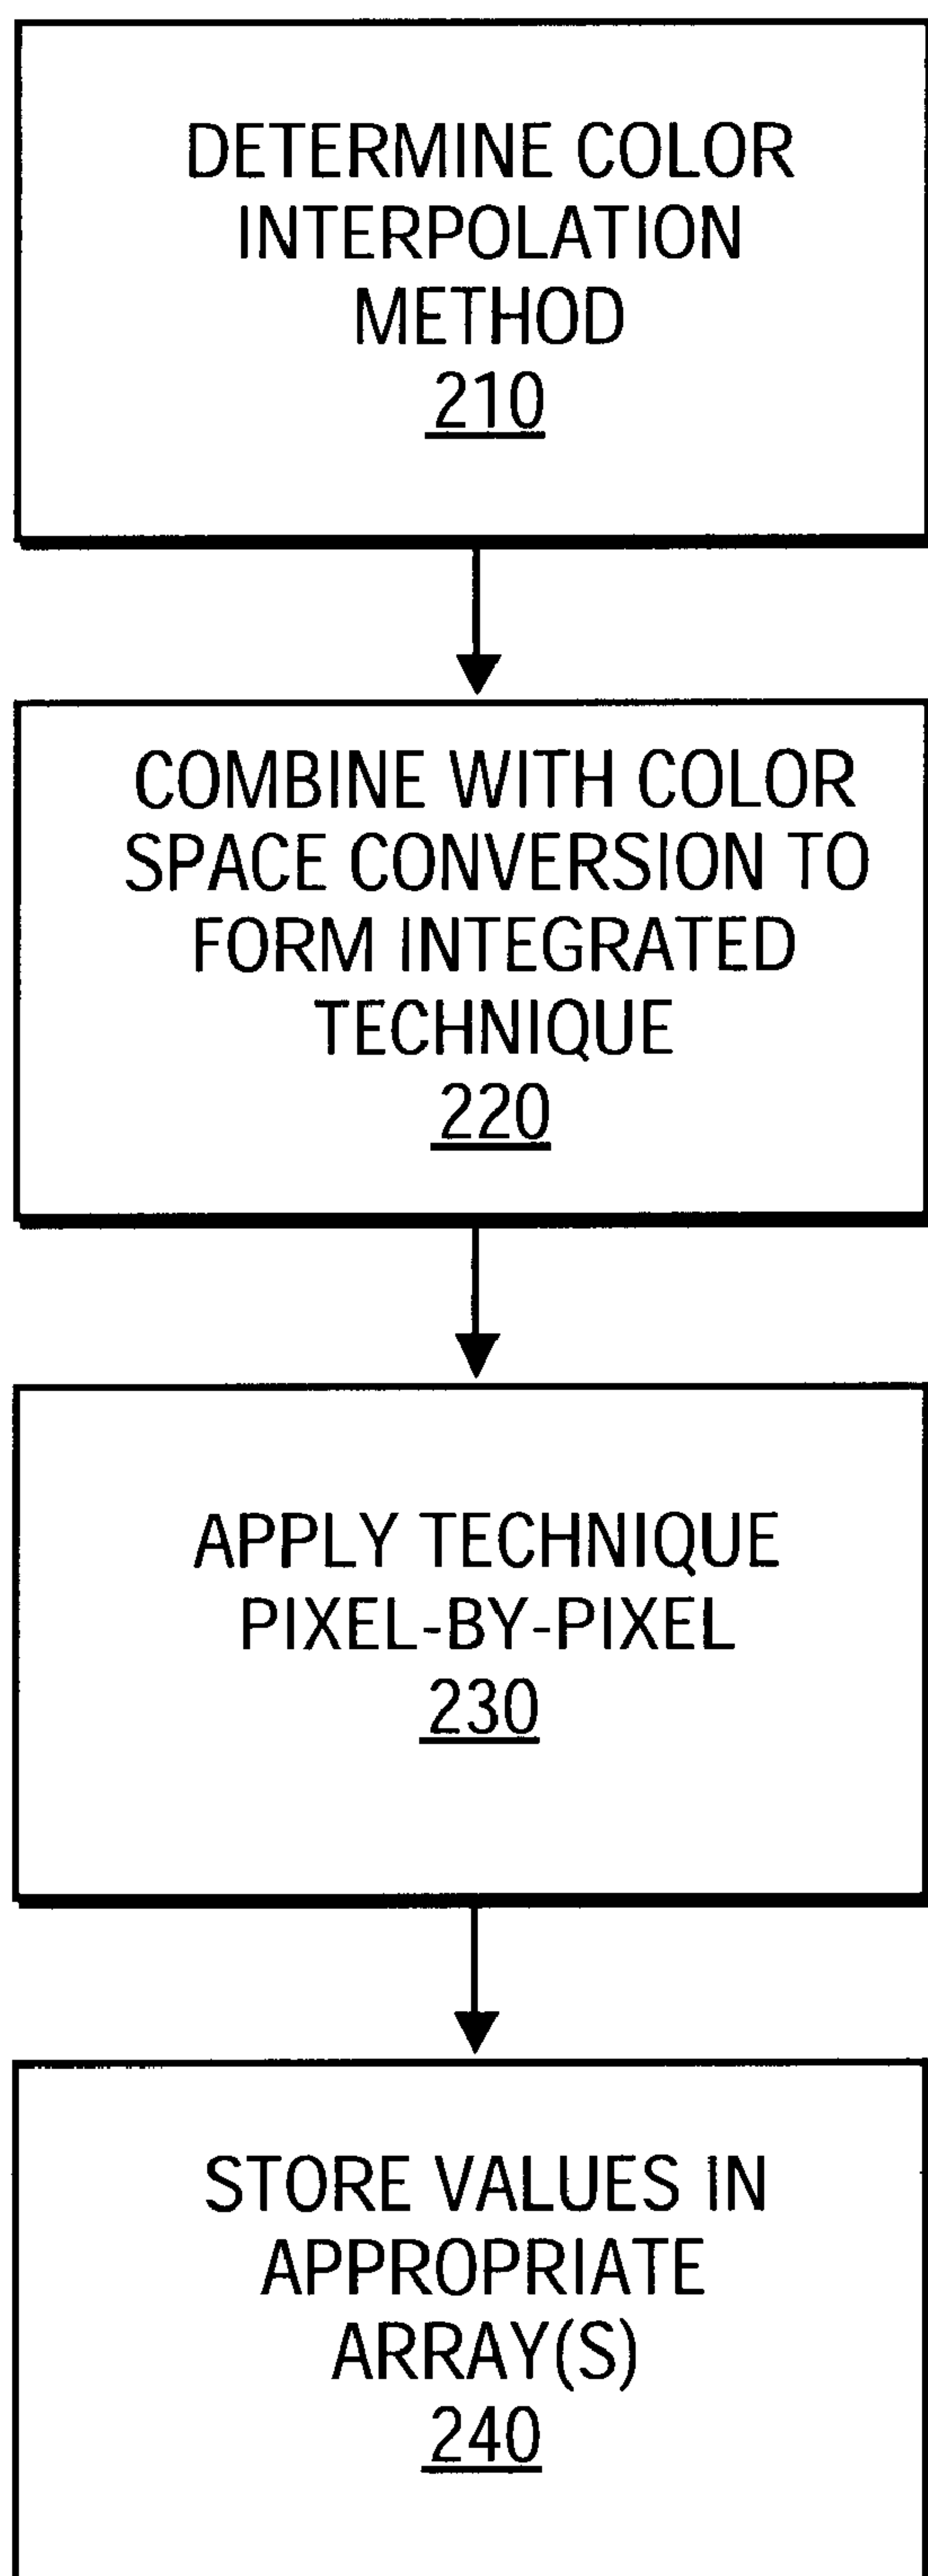 DETERMINE COLOR
INTERPOLATION
METHOD
210
COMBINE WITH COLOR
SPACE CONVERSION TO
FORM INTEGRATED
TECHNIQUE
220
APPLY TECHNIQUE
PIXEL-BY-PIXEL
230
STORE VALUES IN
APPROPRIATE
ARRAY(S)
240